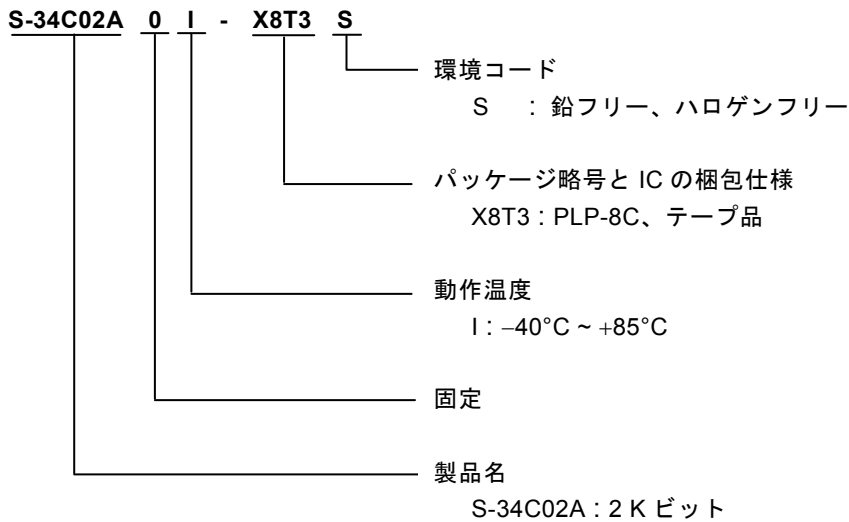 S-34C02A 0 I - X8T3 S
環境コード
S : 鉛フリー、ハロゲンフリー
パッケージ略号と IC の梱包仕様
X8T3 : PLP-8C、テープ品
動作温度
I : −40°C ~ +85°C
固定
製品名
S-34C02A : 2 K ビット